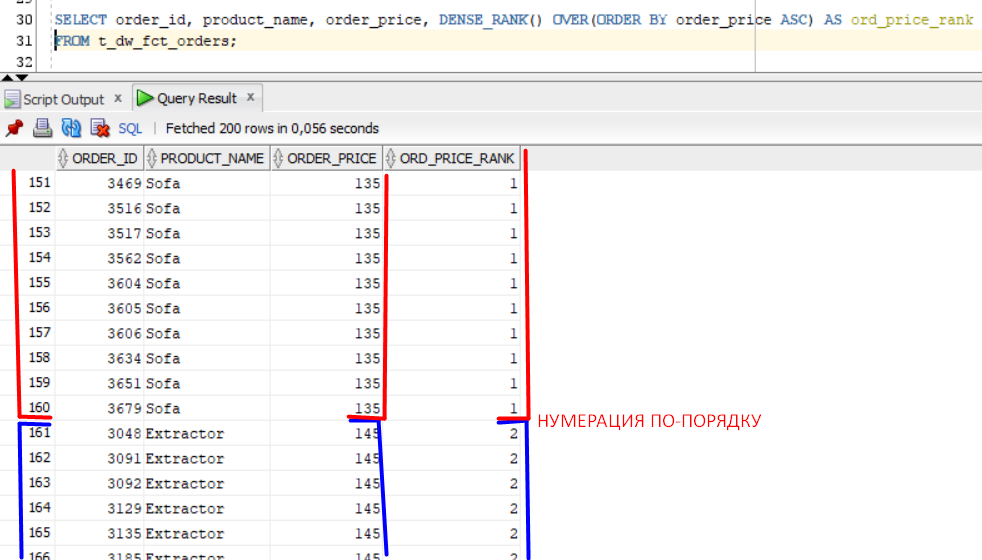 30 SELECT order_id, product_name, order_price, DENSE_RANK() OVER(ORDER BY order_price ASC) AS ord_price_rank
31 FROM t_dw_fct_orders;
32
Script Output x Query Result x
SQL | Fetched 200 rows in 0,056 seconds
ORDER_ID PRODUCT_NAME ORDER_PRICE ORD_PRICE_RANK
151 3469 Sofa 135 1
152 3516 Sofa 135 1
153 3517 Sofa 135 1
154 3562 Sofa 135 1
155 3604 Sofa 135 1
156 3605 Sofa 135 1
157 3606 Sofa 135 1
158 3634 Sofa 135 1
159 3651 Sofa 135 1
160 3679 Sofa 135 1
НУМЕРАЦИЯ ПО-ПОРЯДКУ
161 3048 Extractor 145 2
162 3091 Extractor 145 2
163 3092 Extractor 145 2
164 3129 Extractor 145 2
165 3135 Extractor 145 2
166 3185 Extractor 145 2